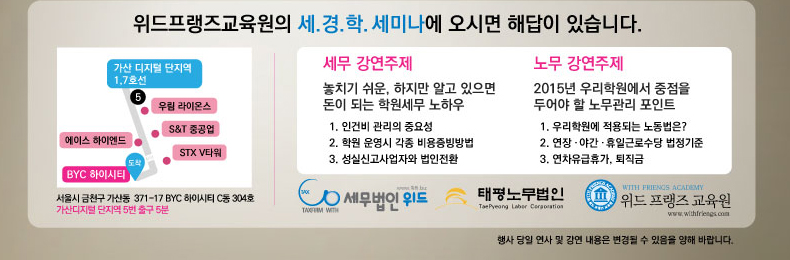 위드프랭즈교육원의 세.경.학.세미나에 오시면 해답이 있습니다.
가산 디지털 단지역
1,7호선
5
우림 라이온스
S&T 중공업
에이스 하이엔드
STX V타워
도착
BYC 하이시티
서울시 금천구 가산동 371-17 BYC 하이시티 C동 304호
가산디지털 단지역 5번 출구 5분
세무 강연주제
놓치기 쉬운, 하지만 알고 있으면
돈이 되는 학원세무 노하우
1. 인건비 관리의 중요성
2. 학원 운영시 각종 비용증빙방법
3. 성실신고사업자와 법인전환
노무 강연주제
2015년 우리학원에서 중점을
두어야 할 노무관리 포인트
1. 우리학원에 적용되는 노동법은?
2. 연장·야간·휴일근로수당 법정기준
3. 연차유급휴가, 퇴직금
TAX
TAXFIRM WITH
세무법인 위드
태평노무법인
TaePyeong Labor Corporation
WITH FRIENGS ACADEMY
위드 프랭즈 교육원
www.withfriengs.com
행사 당일 연사 및 강연 내용은 변경될 수 있음을 양해 바랍니다.